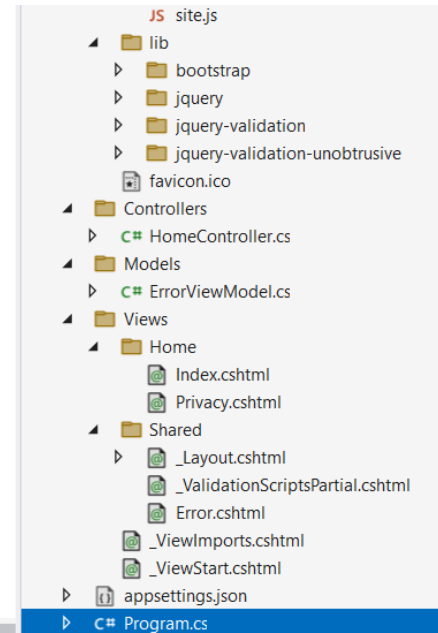 JS site.js
lib
bootstrap
jquery
jquery-validation
jquery-validation-unobtrusive
favicon.ico
Controllers
C# HomeController.cs
Models
C# ErrorViewModel.cs
Views
Home
@ Index.cshtml
@ Privacy.cshtml
Shared
@ _Layout.cshtml
@ _ValidationScriptsPartial.cshtml
@ Error.cshtml
@ _ViewImports.cshtml
@ _ViewStart.cshtml
appsettings.json
C# Program.cs